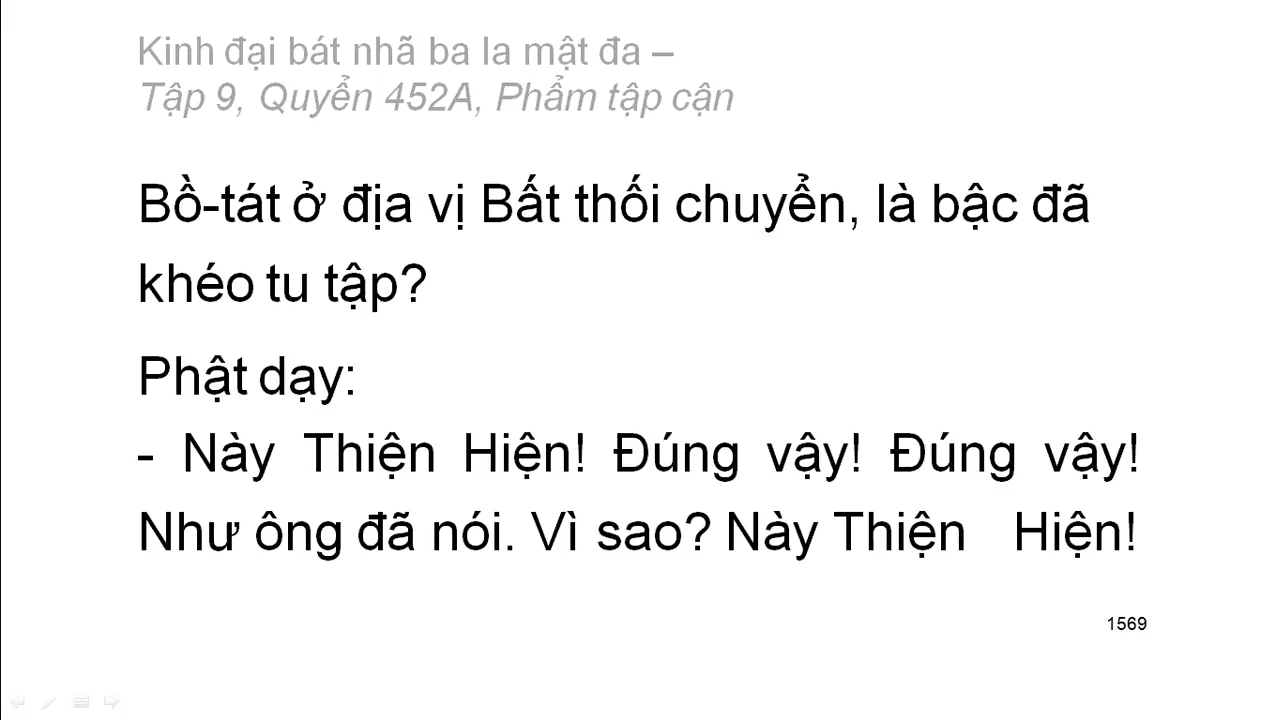 Kinh đại bát nhã ba la mật đa –
Tập 9, Quyển 452A, Phẩm tập cận
Bồ-tát ở địa vị Bất thối chuyển, là bậc đã
khéo tu tập?
Phật dạy:
- Này Thiện Hiện! Đúng vậy! Đúng vậy!
Như ông đã nói. Vì sao? Này Thiện Hiện!
1569